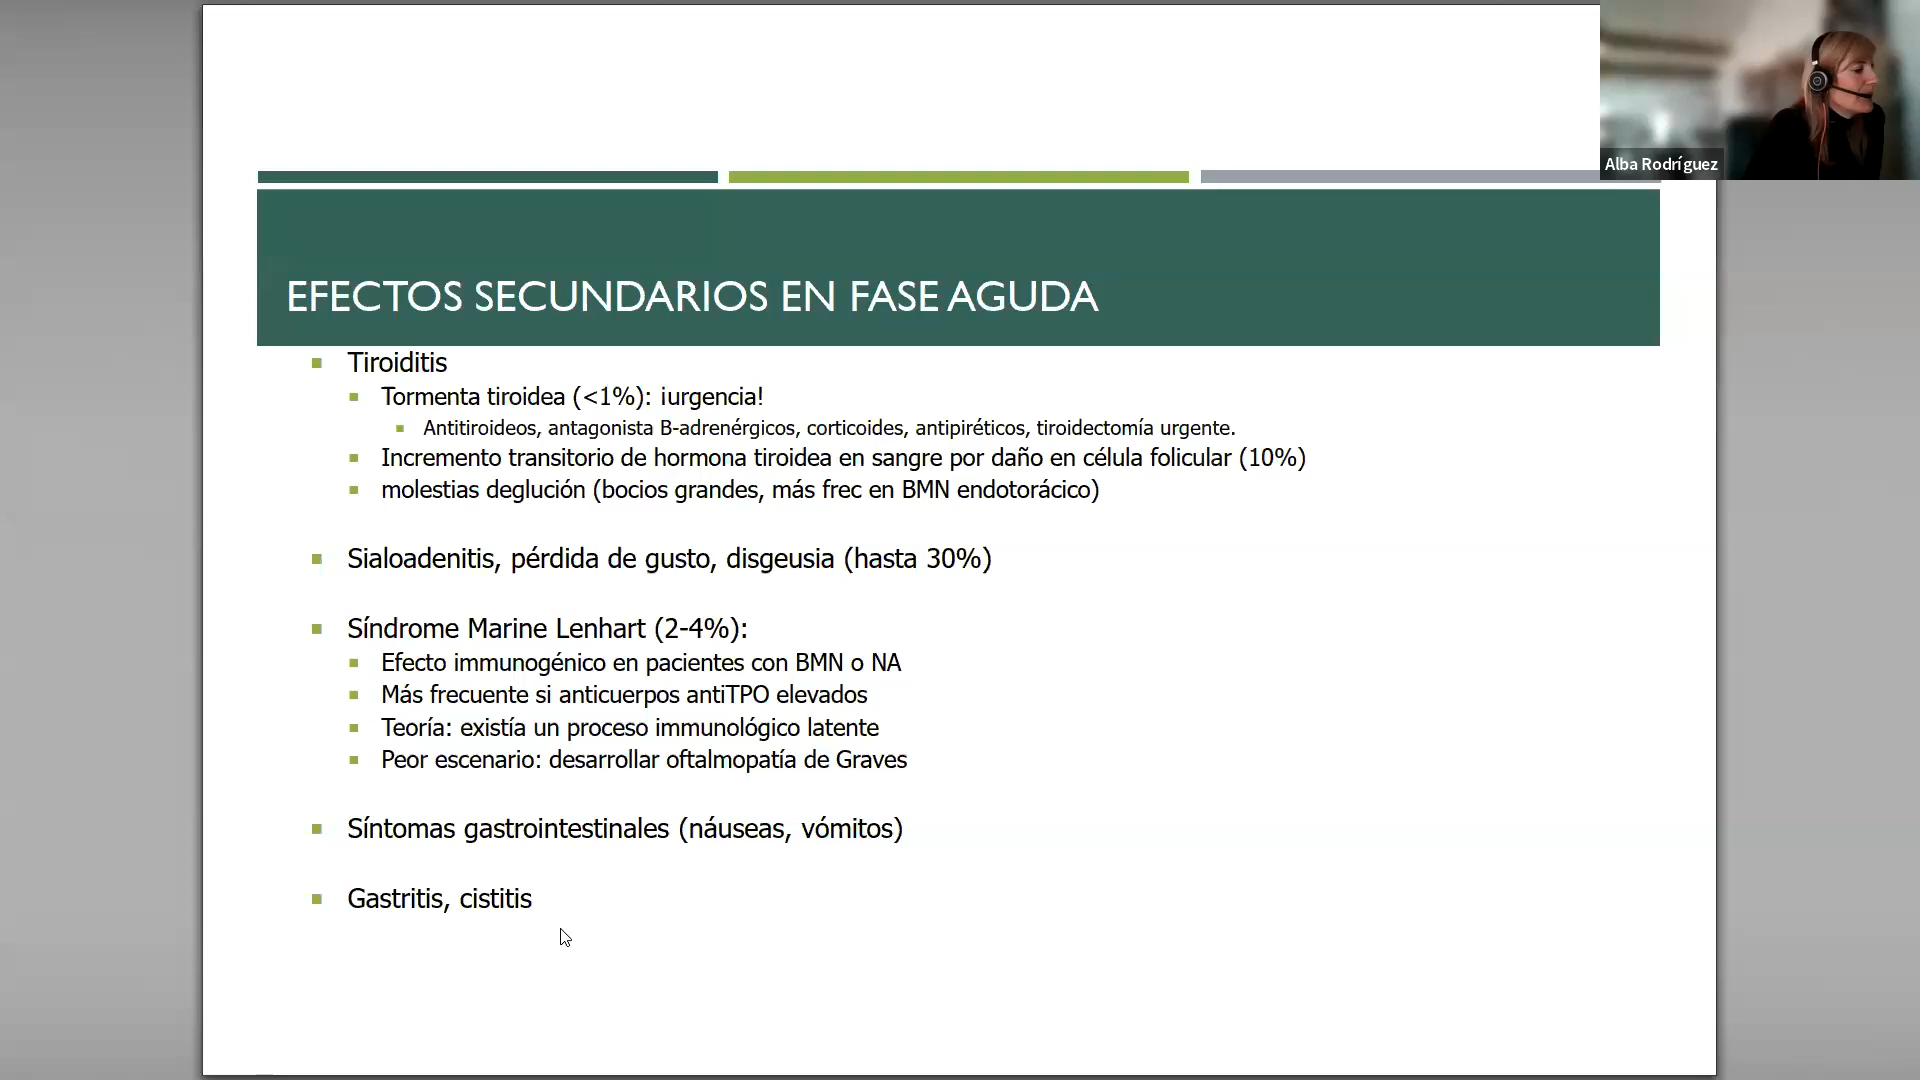 Alba Rodríguez
EFECTOS SECUNDARIOS EN FASE AGUDA
Tiroiditis
Tormenta tiroidea (<1%): ¡urgencia!
Antitiroideos, antagonista B-adrenérgicos, corticoides, antipiréticos, tiroidectomía urgente.
Incremento transitorio de hormona tiroidea en sangre por daño en célula folicular (10%)
molestias deglución (bocios grandes, más frec en BMN endotorácico)
Sialoadenitis, pérdida de gusto, disgeusia (hasta 30%)
Síndrome Marine Lenhart (2-4%):
Efecto immunogénico en pacientes con BMN o NA
Más frecuente si anticuerpos antiTPO elevados
Teoría: existía un proceso immunológico latente
Peor escenario: desarrollar oftalmopatía de Graves
Síntomas gastrointestinales (náuseas, vómitos)
Gastritis, cistitis